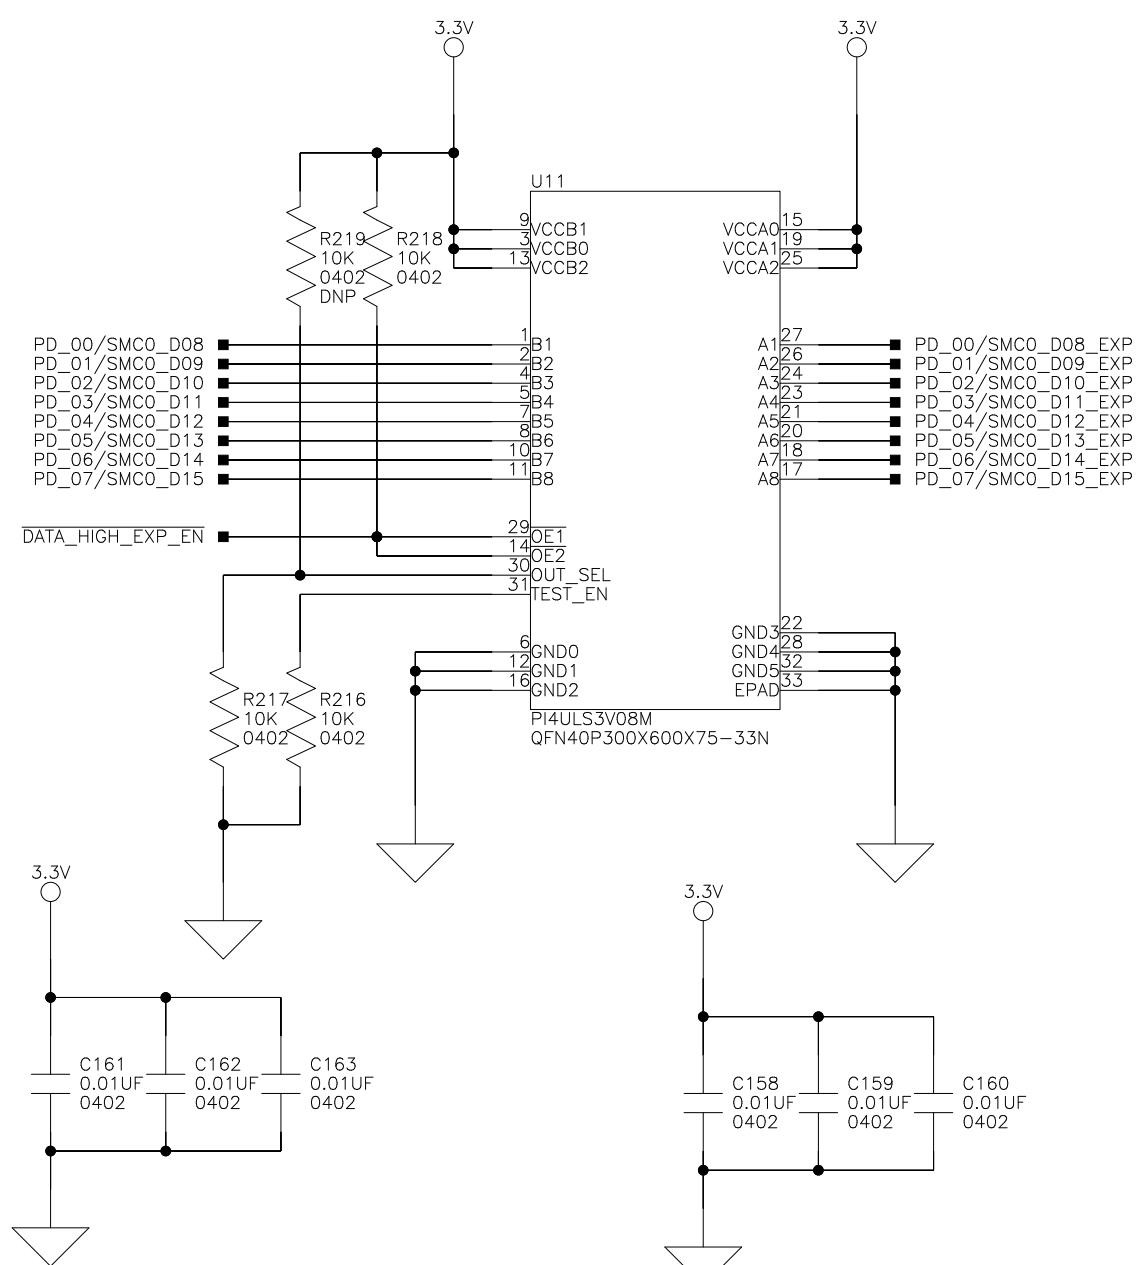 3.3V
3.3V
U11
9
VCCB1
3
VCCB0
13
VCCB2
VCCA0
15
VCCA1
19
VCCA2
25
R219
10K
0402
DNP
R218
10K
0402
PD_00/SMC0_D08
1
B1
A1
27
PD_00/SMC0_D08_EXP
PD_01/SMC0_D09
2
B2
A2
26
PD_01/SMC0_D09_EXP
PD_02/SMC0_D10
4
B3
A3
24
PD_02/SMC0_D10_EXP
PD_03/SMC0_D11
5
B4
A4
23
PD_03/SMC0_D11_EXP
PD_04/SMC0_D12
7
B5
A5
21
PD_04/SMC0_D12_EXP
PD_05/SMC0_D13
8
B6
A6
20
PD_05/SMC0_D13_EXP
PD_06/SMC0_D14
10
B7
A7
18
PD_06/SMC0_D14_EXP
PD_07/SMC0_D15
11
B8
A8
17
PD_07/SMC0_D15_EXP
DATA_HIGH_EXP_EN
29
OE1
14
OE2
30
OUT_SEL
31
TEST_EN
6
GND0
12
GND1
16
GND2
GND3
22
GND4
28
GND5
32
EPAD
33
R217
10K
0402
R216
10K
0402
PI4ULS3V08M
QFN40P300X600X75-33N
3.3V
3.3V
C161
0.01UF
0402
C162
0.01UF
0402
C163
0.01UF
0402
C158
0.01UF
0402
C159
0.01UF
0402
C160
0.01UF
0402